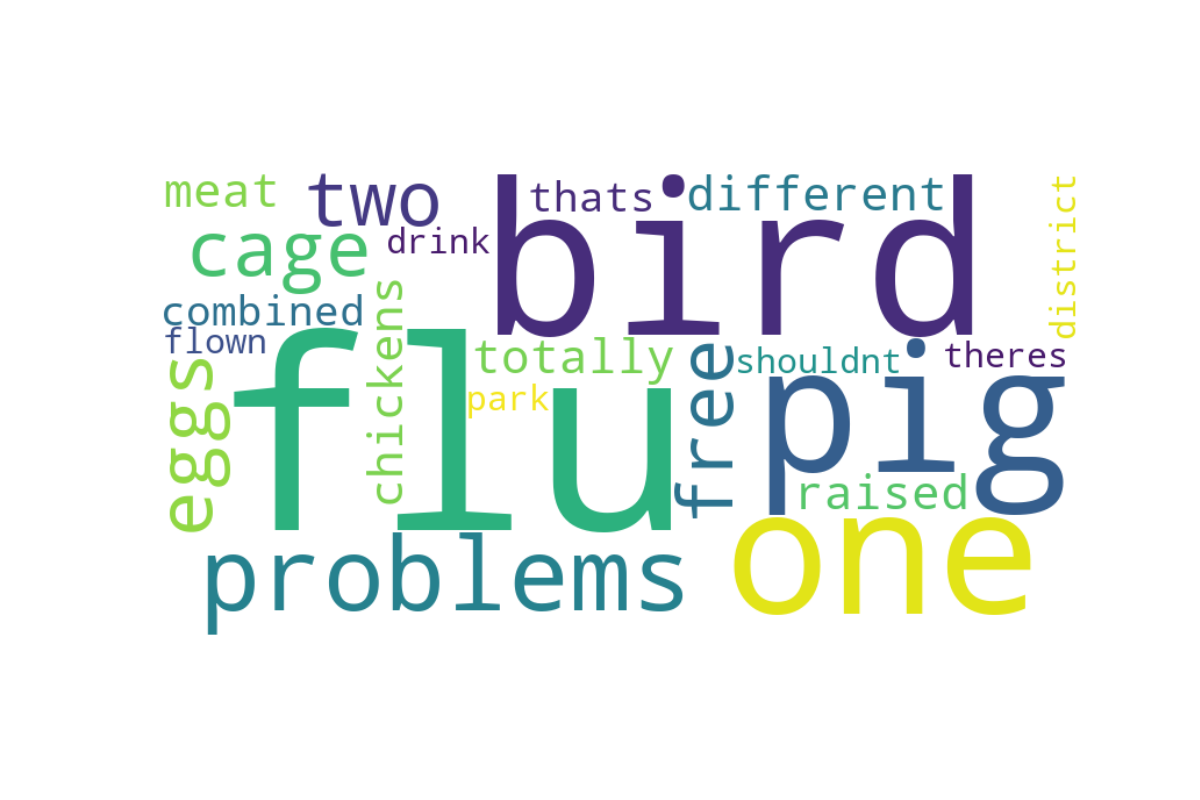 meat
two
thats
different
bird
district
cage
drink
combined
flown
chickens
totally
free
shouldnt
theres
eggs
flu
park
pig
raised
problems
one